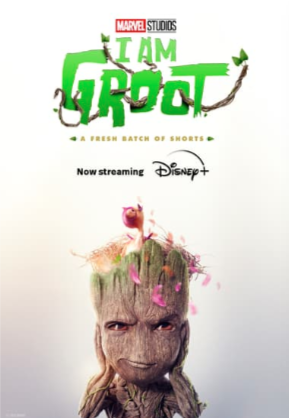 MARVEL STUDIOS
I AM
GROOT
A FRESH BATCH OF SHORTS
Now streaming Disney+